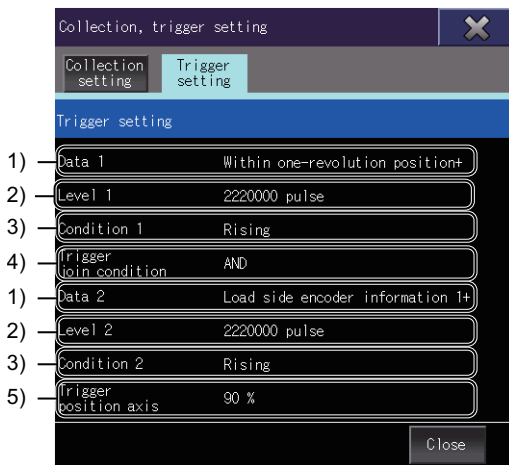 Collection, trigger setting
Collection setting
Trigger setting
Trigger setting
1) Data 1 Within one-revolution position+
2) Level 1 2220000 pulse
3) Condition 1 Rising
4) Trigger join condition AND
1) Data 2 Load side encoder information 1+
2) Level 2 2220000 pulse
3) Condition 2 Rising
5) Trigger position axis 90 %
Close